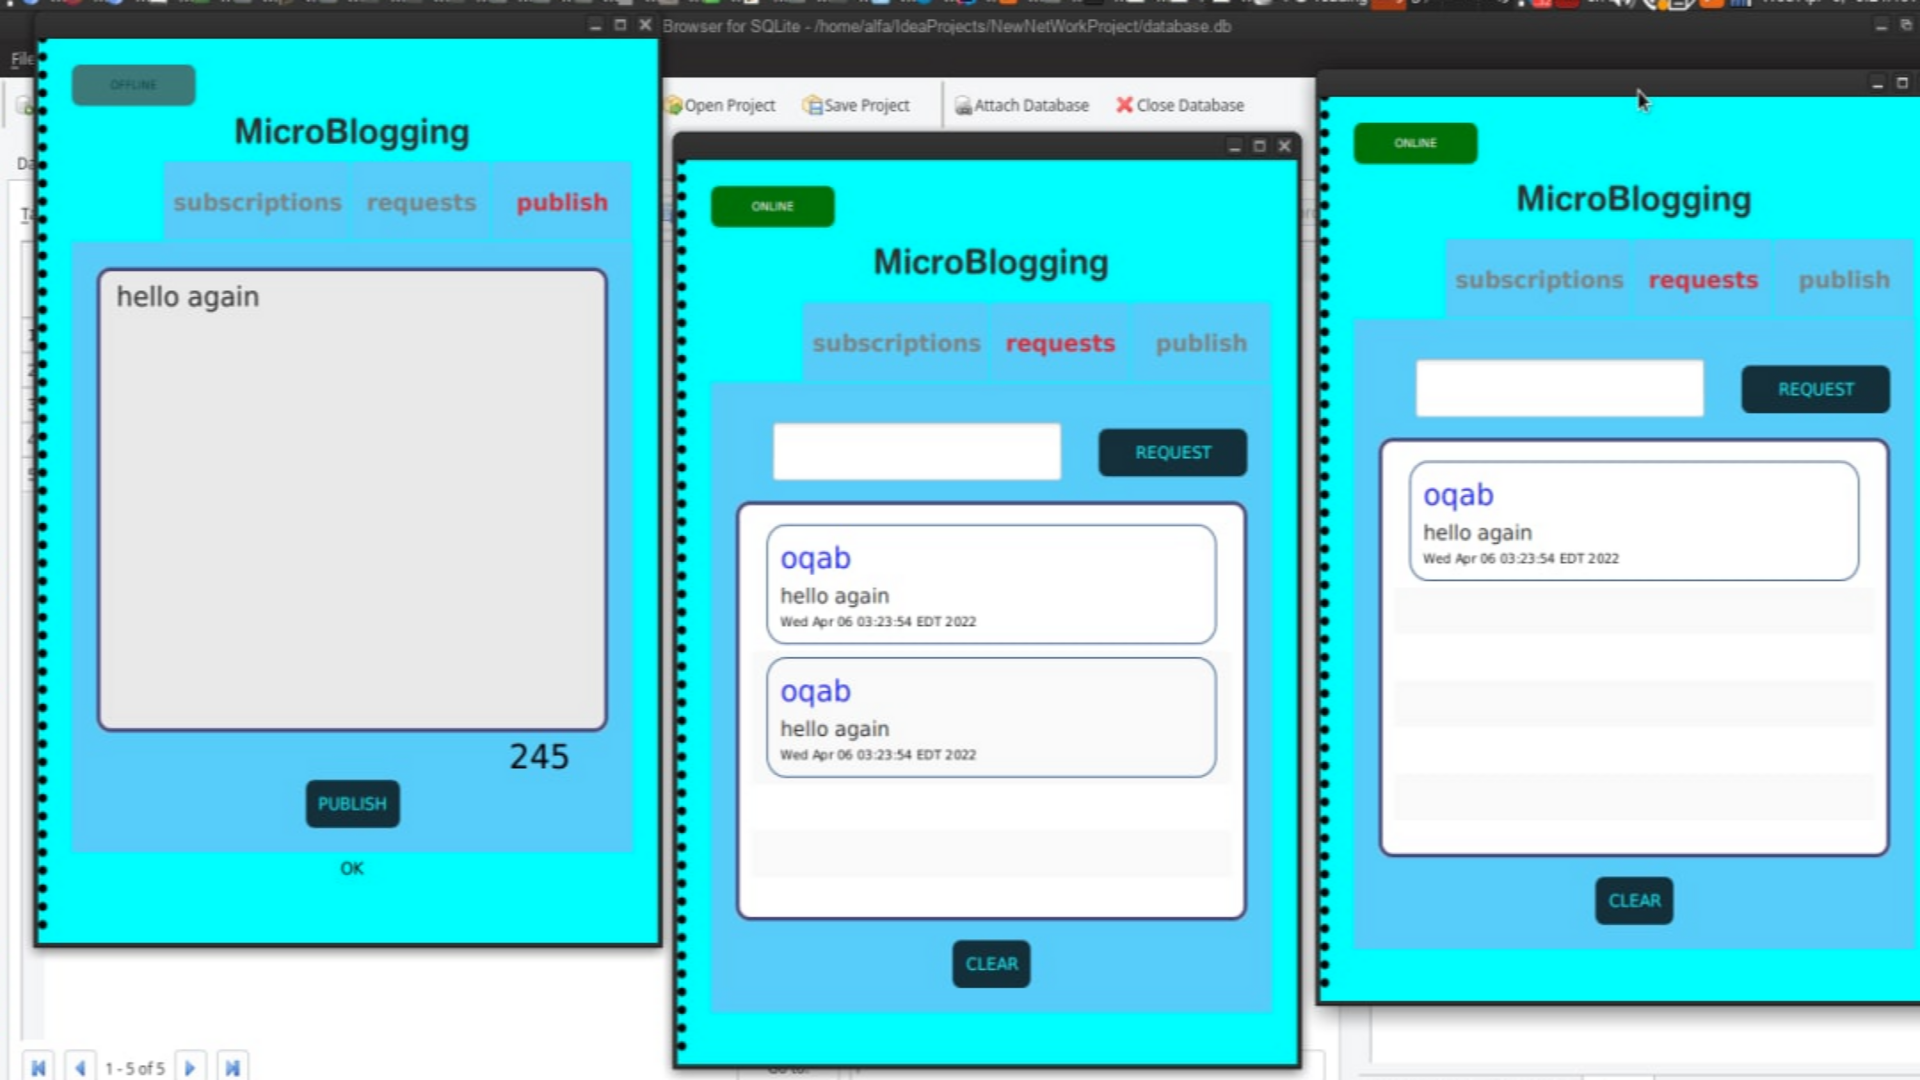 Browser for SQLite - /home/alfa/IdeaProjects/NewNetWorkProject/database.db
File
Open Project
Save Project
Attach Database
Close Database
OFFLINE
MicroBlogging
subscriptions
requests
publish
hello again
245
PUBLISH
OK
1 - 5 of 5
ONLINE
MicroBlogging
subscriptions
requests
publish
REQUEST
oqab
hello again
Wed Apr 06 03:23:54 EDT 2022
oqab
hello again
Wed Apr 06 03:23:54 EDT 2022
CLEAR
ONLINE
MicroBlogging
subscriptions
requests
publish
REQUEST
oqab
hello again
Wed Apr 06 03:23:54 EDT 2022
CLEAR